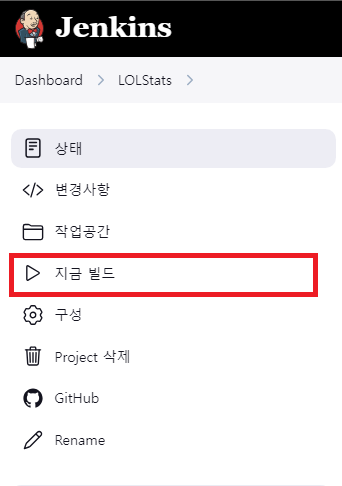 Jenkins
Dashboard > LOLStats >
상태
변경사항
작업공간
지금 빌드
구성
Project 삭제
GitHub
Rename